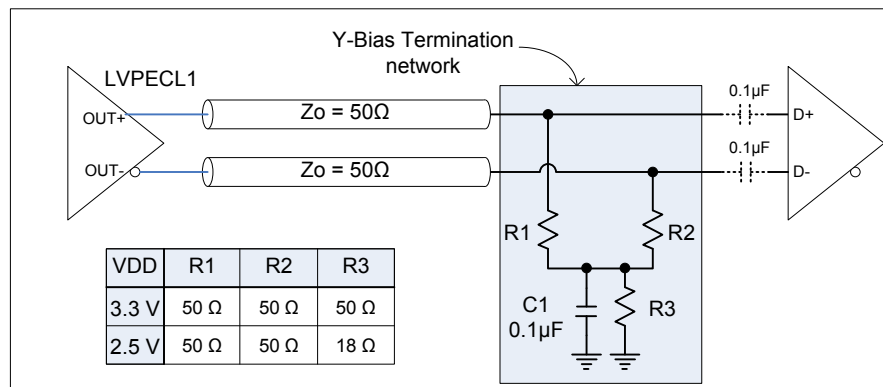 Y-Bias Termination
network
LVPECL1
OUT+
OUT-
Zo = 50Ω
Zo = 50Ω
0.1µF
0.1µF
D+
D-
R1
R2
C1
0.1µF
R3
VDD R1 R2 R3
3.3 V 50 Ω 50 Ω 50 Ω
2.5 V 50 Ω 50 Ω 18 Ω